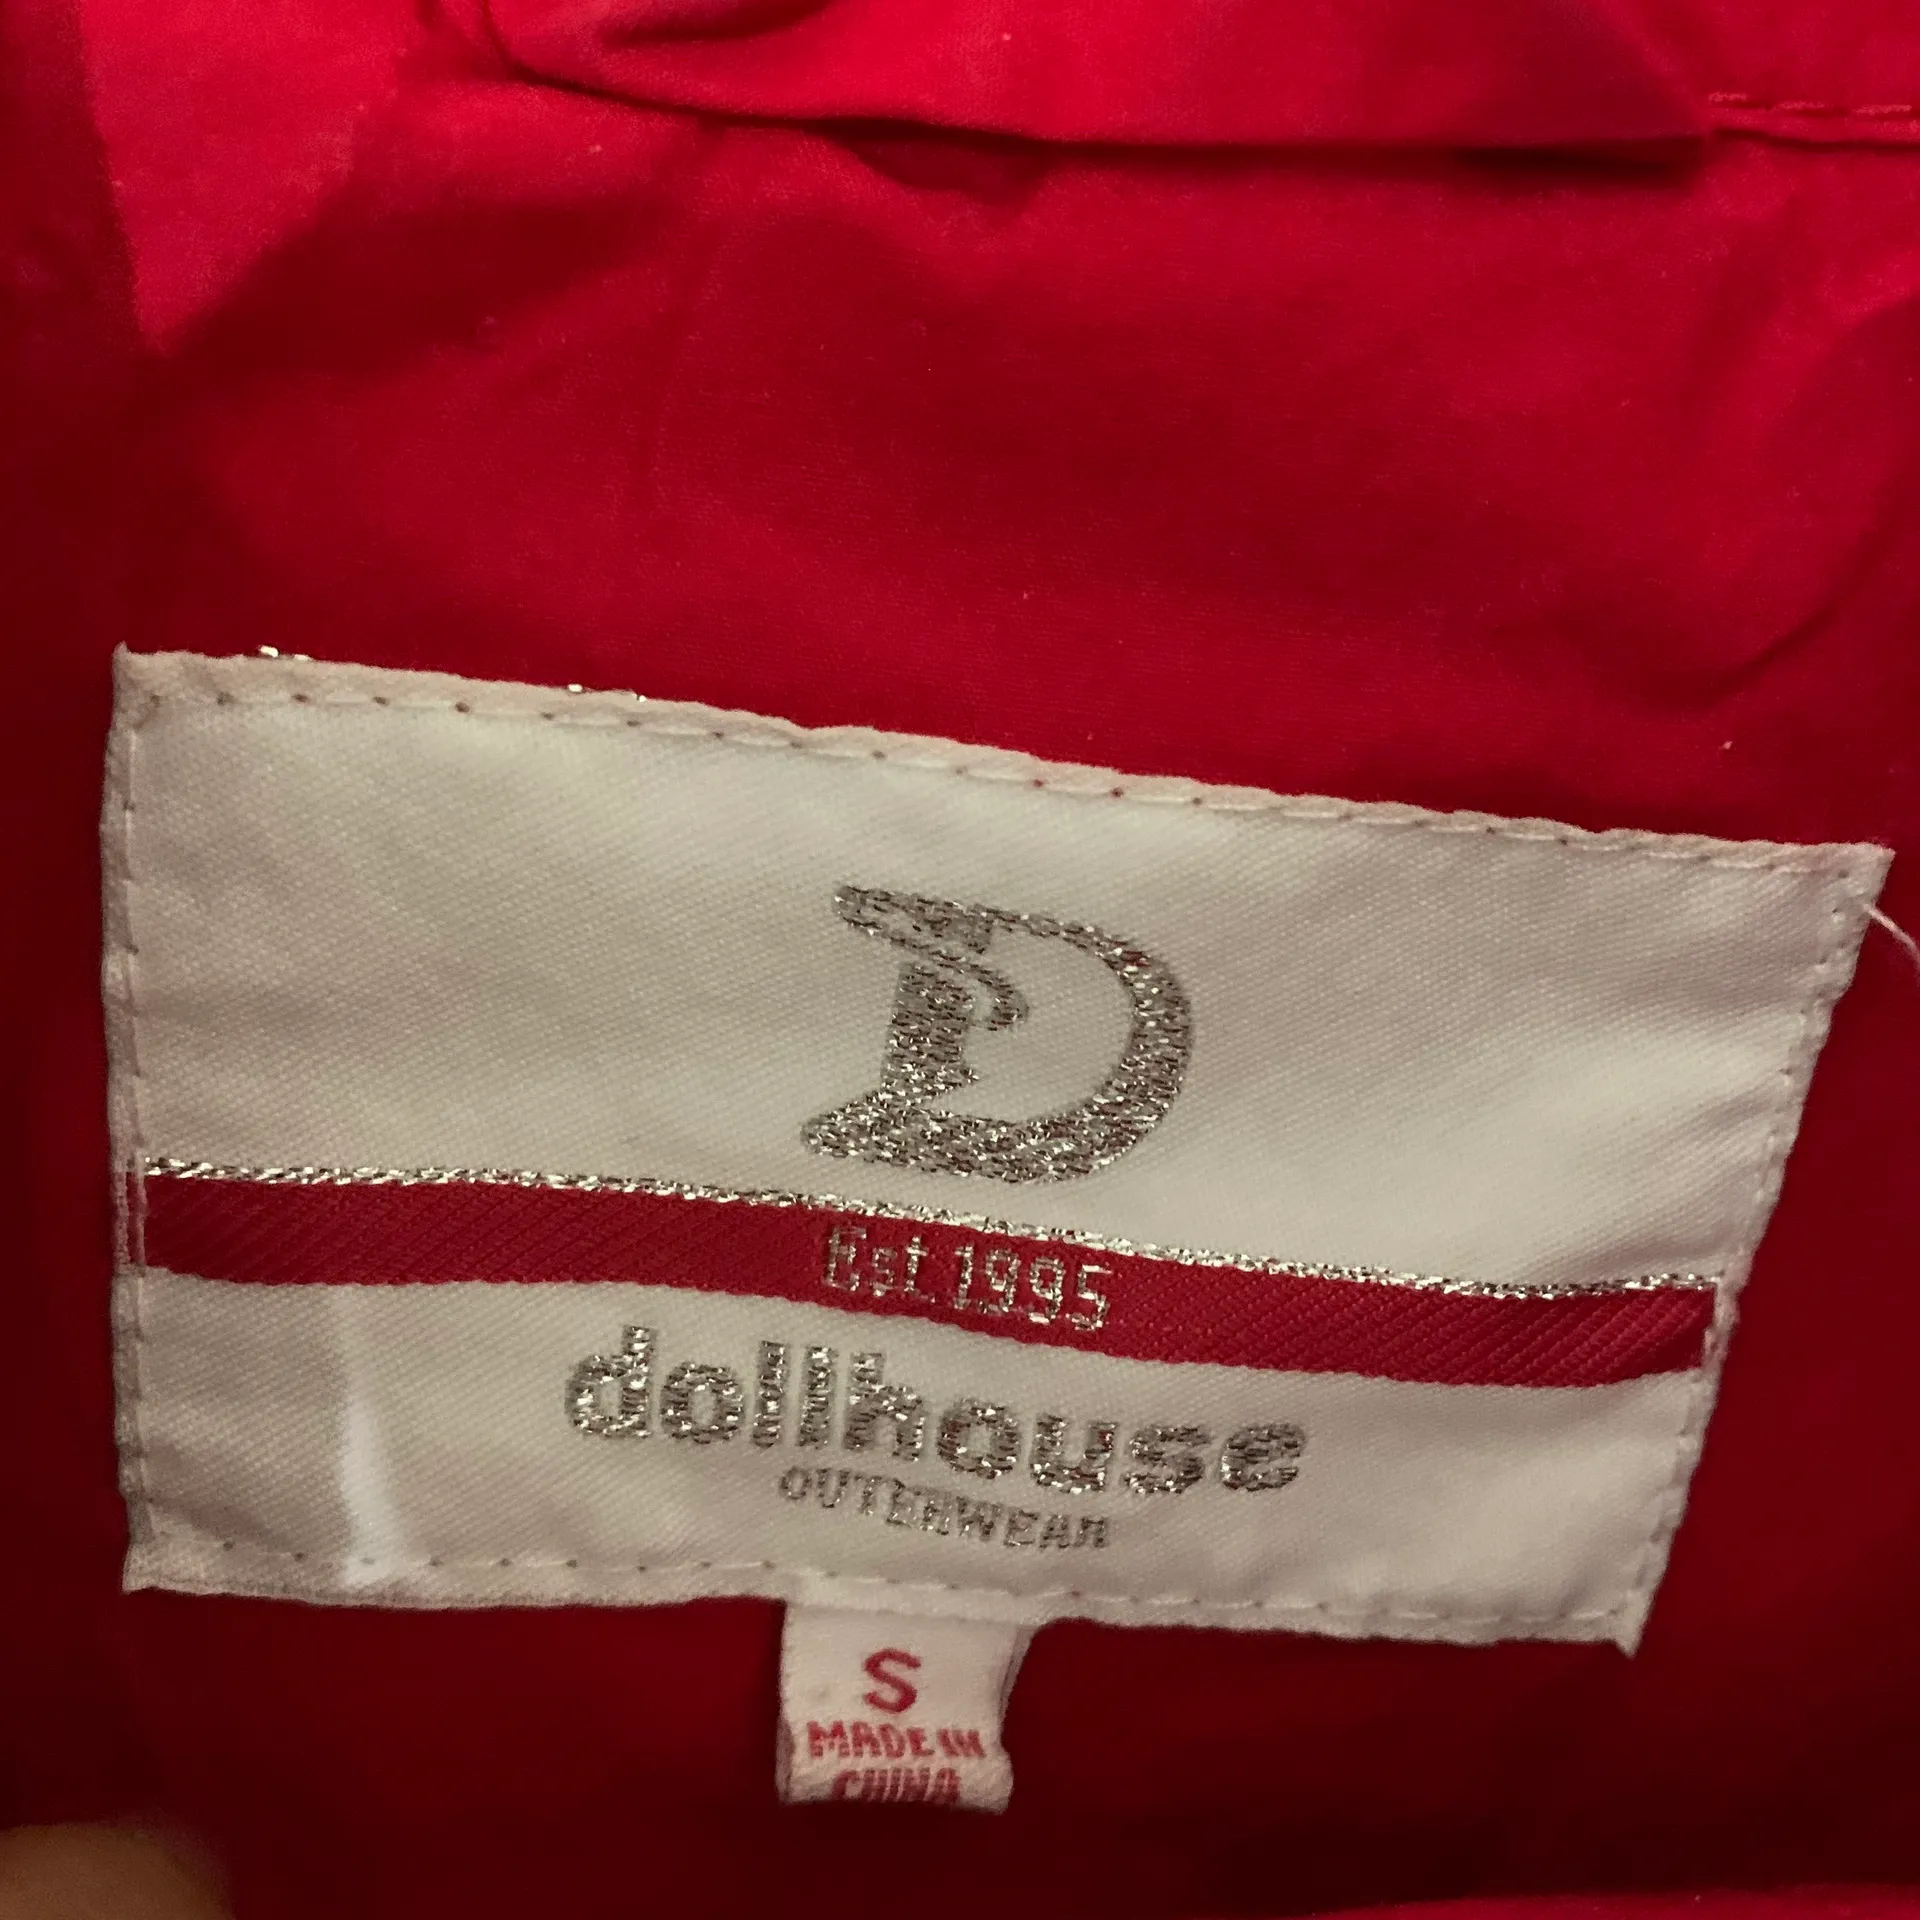 D
Est.1995
dollhouse
OUTERWEAR
S
MADE IN
CHINA